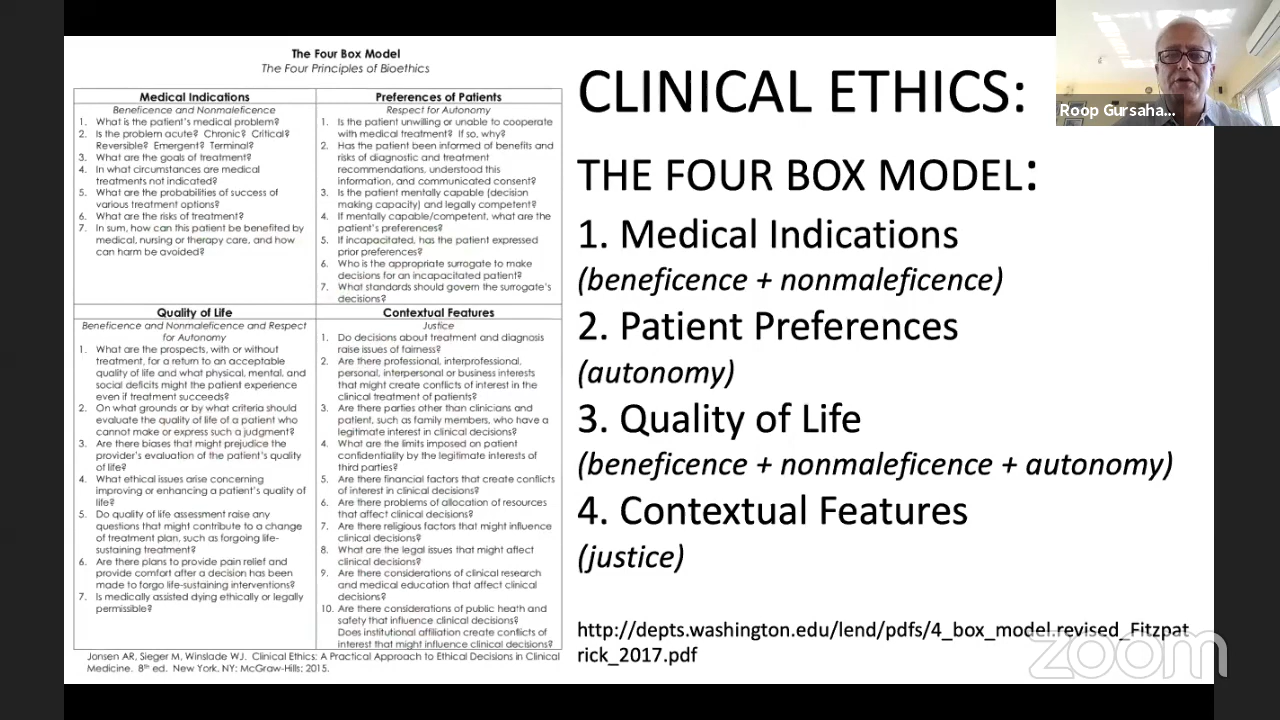 The Four Box Model
The Four Principles of Bioethics
Medical Indications
Beneficence and Nonmaleficence
1. What is the patient's medical problem?
2. Is the problem acute? Chronic? Critical?
Reversible? Emergent? Terminal?
3. What are the goals of treatment?
4. In what circumstances are medical
treatments not indicated?
5. What are the probabilities of success of
various treatment options?
6. What are the risks of treatment?
7. In sum, how can this patient be benefited by
medical, nursing or therapy care, and how
can harm be avoided?
Preferences of Patients
Respect for Autonomy
1. Is the patient unwilling or unable to cooperate
with medical treatment? If so, why?
2. Has the patient been informed of benefits and
risks of diagnostic and treatment
recommendations, understood this
information, and communicated consent?
3. Is the patient mentally capable (decision
making capacity) and legally competent?
4. If mentally capable/competent, what are the
patient's preferences?
5. If incapacitated, has the patient expressed
prior preferences?
6. Who is the appropriate surrogate to make
decisions for an incapacitated patient?
7. What standards should govern the surrogate's
decisions?
Quality of Life
Beneficence and Nonmaleficence and Respect
for Autonomy
1. What are the prospects, with or without
treatment, for a return to an acceptable
quality of life and what physical, mental, and
social deficits might the patient experience
even if treatment succeeds?
2. On what grounds or by what criteria should
evaluate the quality of life of a patient who
cannot make or express such a judgment?
3. Are there biases that might prejudice the
provider's evaluation of the patient's quality
of life?
4. What ethical issues arise concerning
improving or enhancing a patient's quality of
life?
5. Do quality of life assessment raise any
questions that might contribute to a change
of treatment plan, such as forgoing life-
sustaining treatment?
6. Are there plans to provide pain relief and
provide comfort after a decision has been
made to forgo life-sustaining interventions?
7. Is medically assisted dying ethically or legally
permissible?
Contextual Features
Justice
1. Do decisions about treatment and diagnosis
raise issues of fairness?
2. Are there professional, interprofessional,
personal, interpersonal or business interests
that might create conflicts of interest in the
clinical treatment of patients?
3. Are there parties other than clinicians and
patient, such as family members, who have a
legitimate interest in clinical decisions?
4. What are the limits imposed on patient
confidentiality by the legitimate interests of
third parties?
5. Are there financial factors that create conflicts
of interest in clinical decisions?
6. Are there problems of allocation of resources
that affect clinical decisions?
7. Are there religious factors that might influence
clinical decisions?
8. What are the legal issues that might affect
clinical decisions?
9. Are there considerations of clinical research
and medical education that affect clinical
decisions?
10. Are there considerations of public heath and
safety that influence clinical decisions?
Does institutional affiliation create conflicts of
interest that might influence clinical decisions?
Jonsen AR, Sieger M, Winslade WJ. Clinical Ethics: A Practical Approach to Ethical Decisions in Clinical
Medicine. 8th ed. New York, NY: McGraw-Hills; 2015.
CLINICAL ETHICS:
THE FOUR BOX MODEL:
1. Medical Indications
(beneficence + nonmaleficence)
2. Patient Preferences
(autonomy)
3. Quality of Life
(beneficence + nonmaleficence + autonomy)
4. Contextual Features
(justice)
http://depts.washington.edu/lend/pdfs/4_box_model.revised_Fitzpat
rick_2017.pdf
Roop Gursaha...
zoom